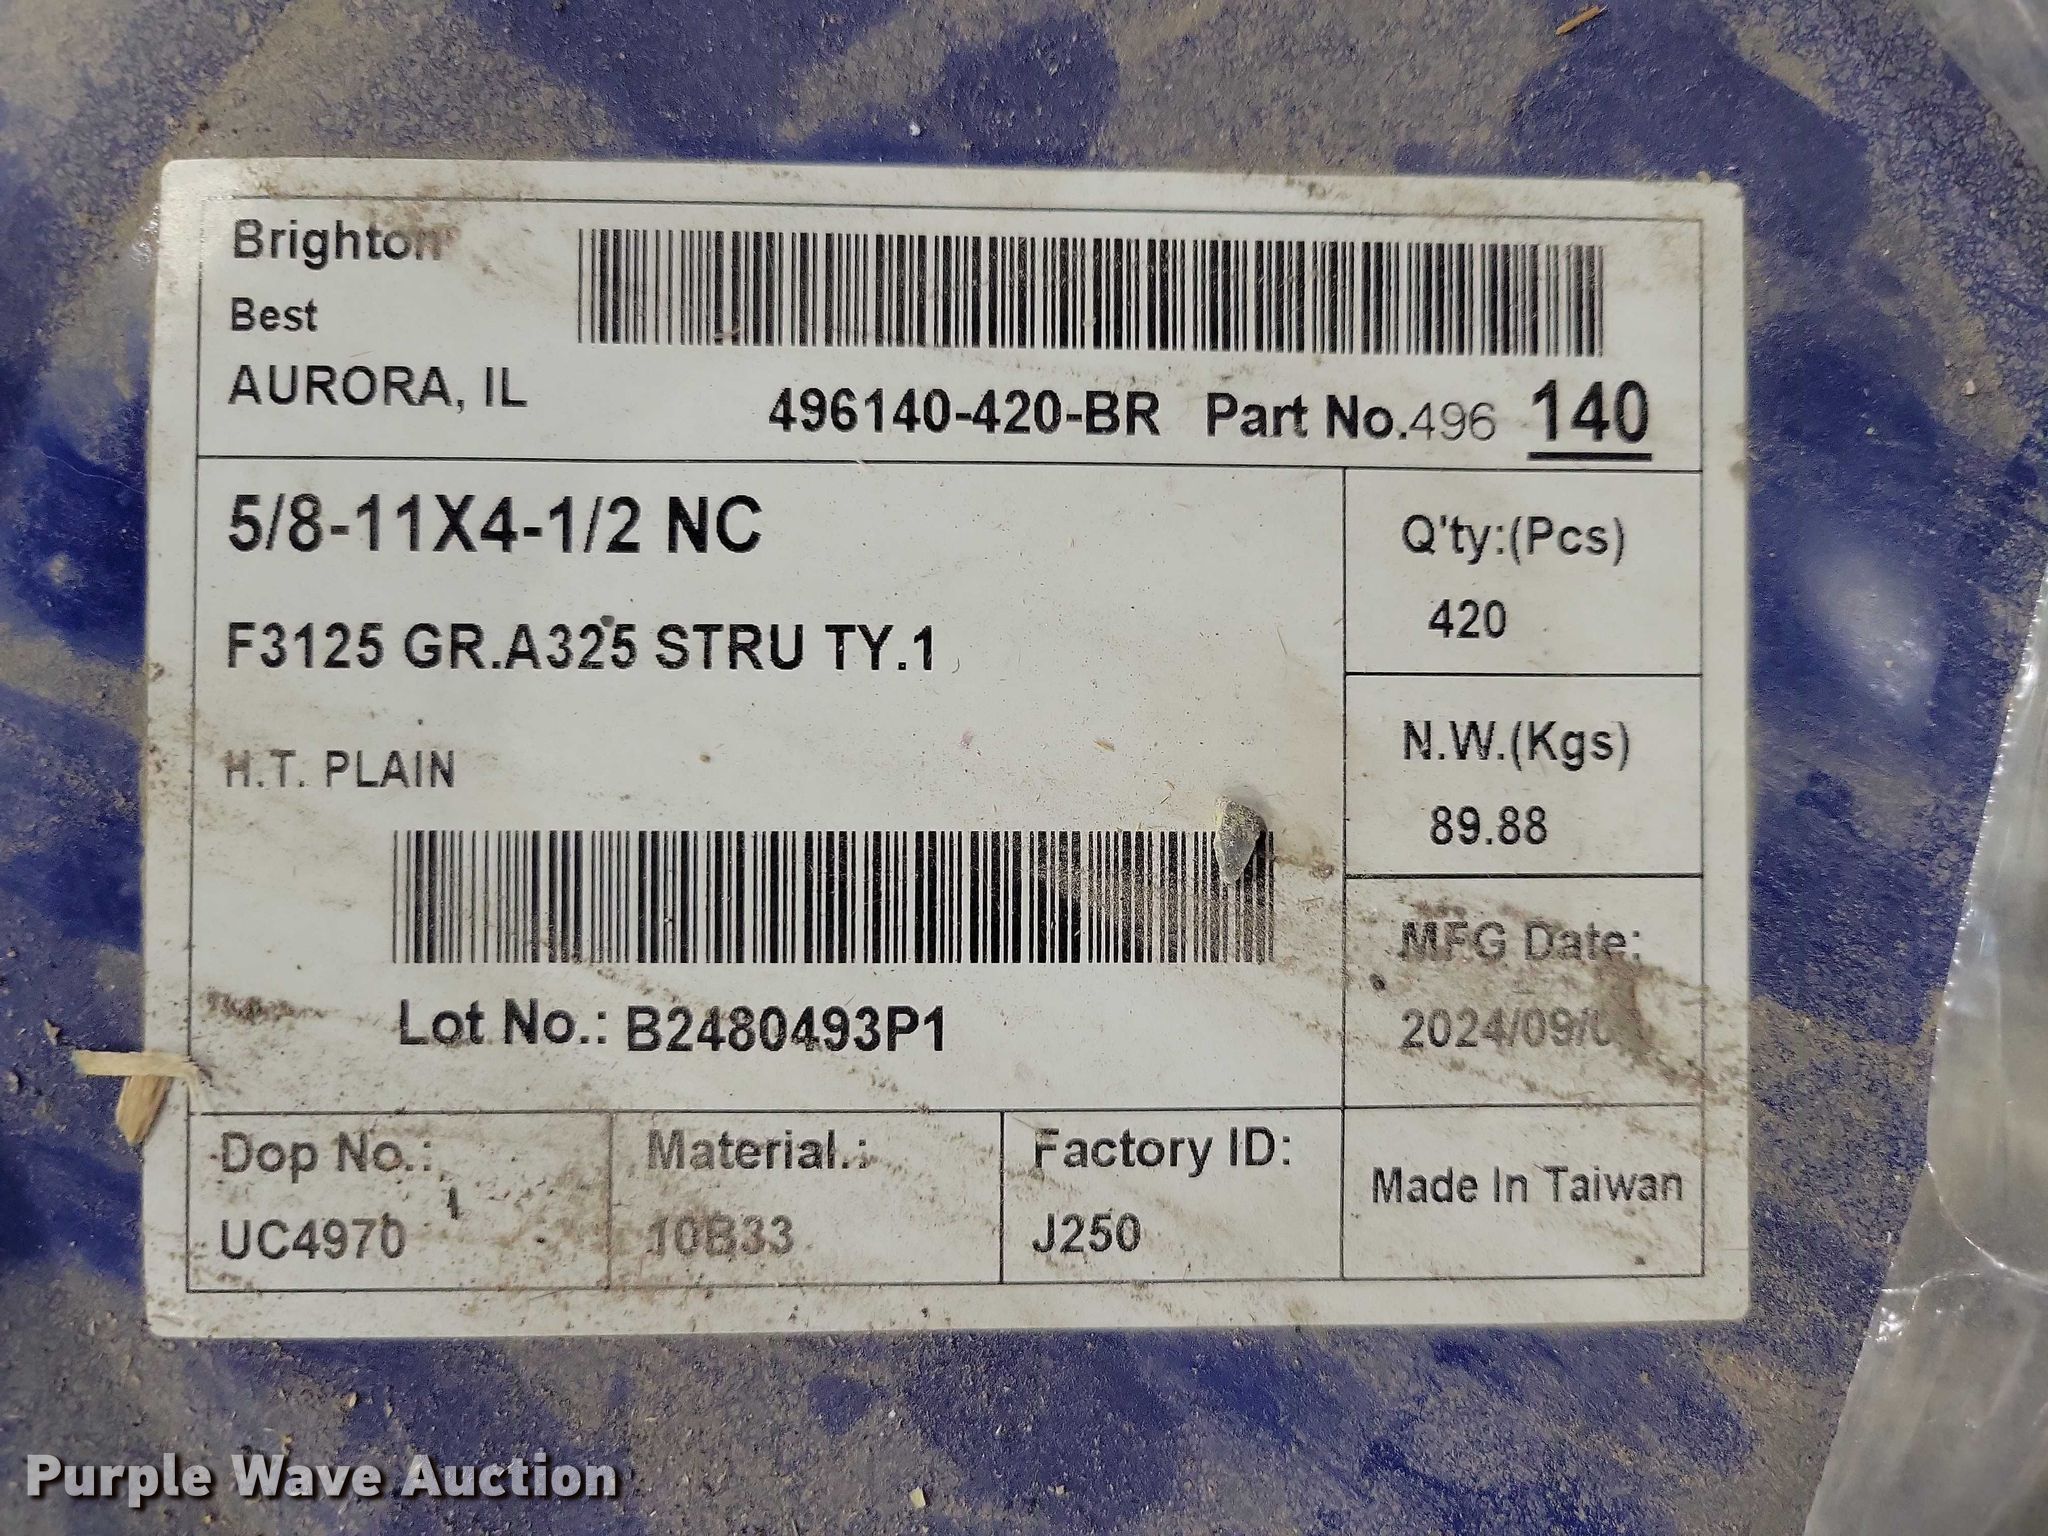 Brighton
Best
AURORA, IL
496140-420-BR Part No.496 140
5/8-11X4-1/2 NC
F3125 GR.A325 STRU TY.1
H.T. PLAIN
Q'ty:(Pcs)
420
N.W.(Kgs)
89.88
MFG Date:
2024/09/
Lot No.: B2480493P1
Dop No.:
UC4970
Material.:
10B33
Factory ID:
J250
Made In Taiwan
Purple Wave Auction